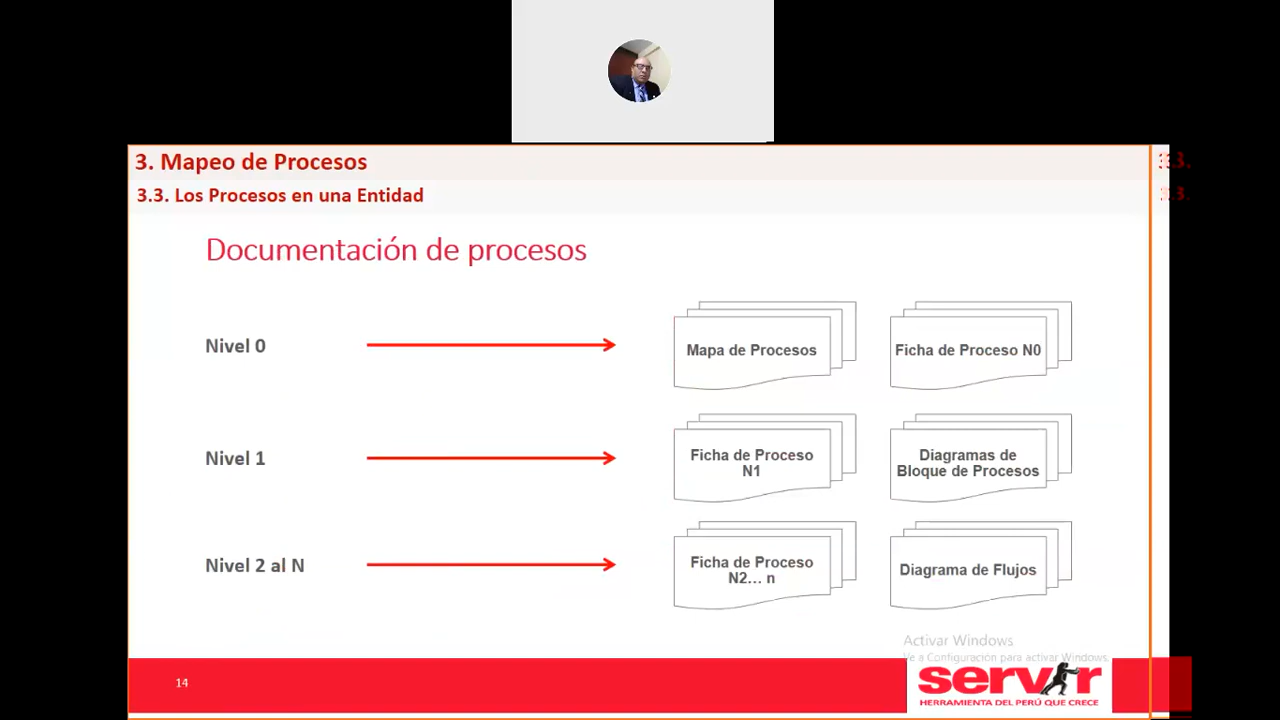 3. Mapeo de Procesos
3.3. Los Procesos en una Entidad
Documentación de procesos
Nivel 0
Mapa de Procesos
Ficha de Proceso N0
Nivel 1
Ficha de Proceso
N1
Diagramas de
Bloque de Procesos
Nivel 2 al N
Ficha de Proceso
N2... n
Diagrama de Flujos
Activar Windows
Ve a Configuración para activar Windows.
14
servir
HERRAMIENTA DEL PERÚ QUE CRECE